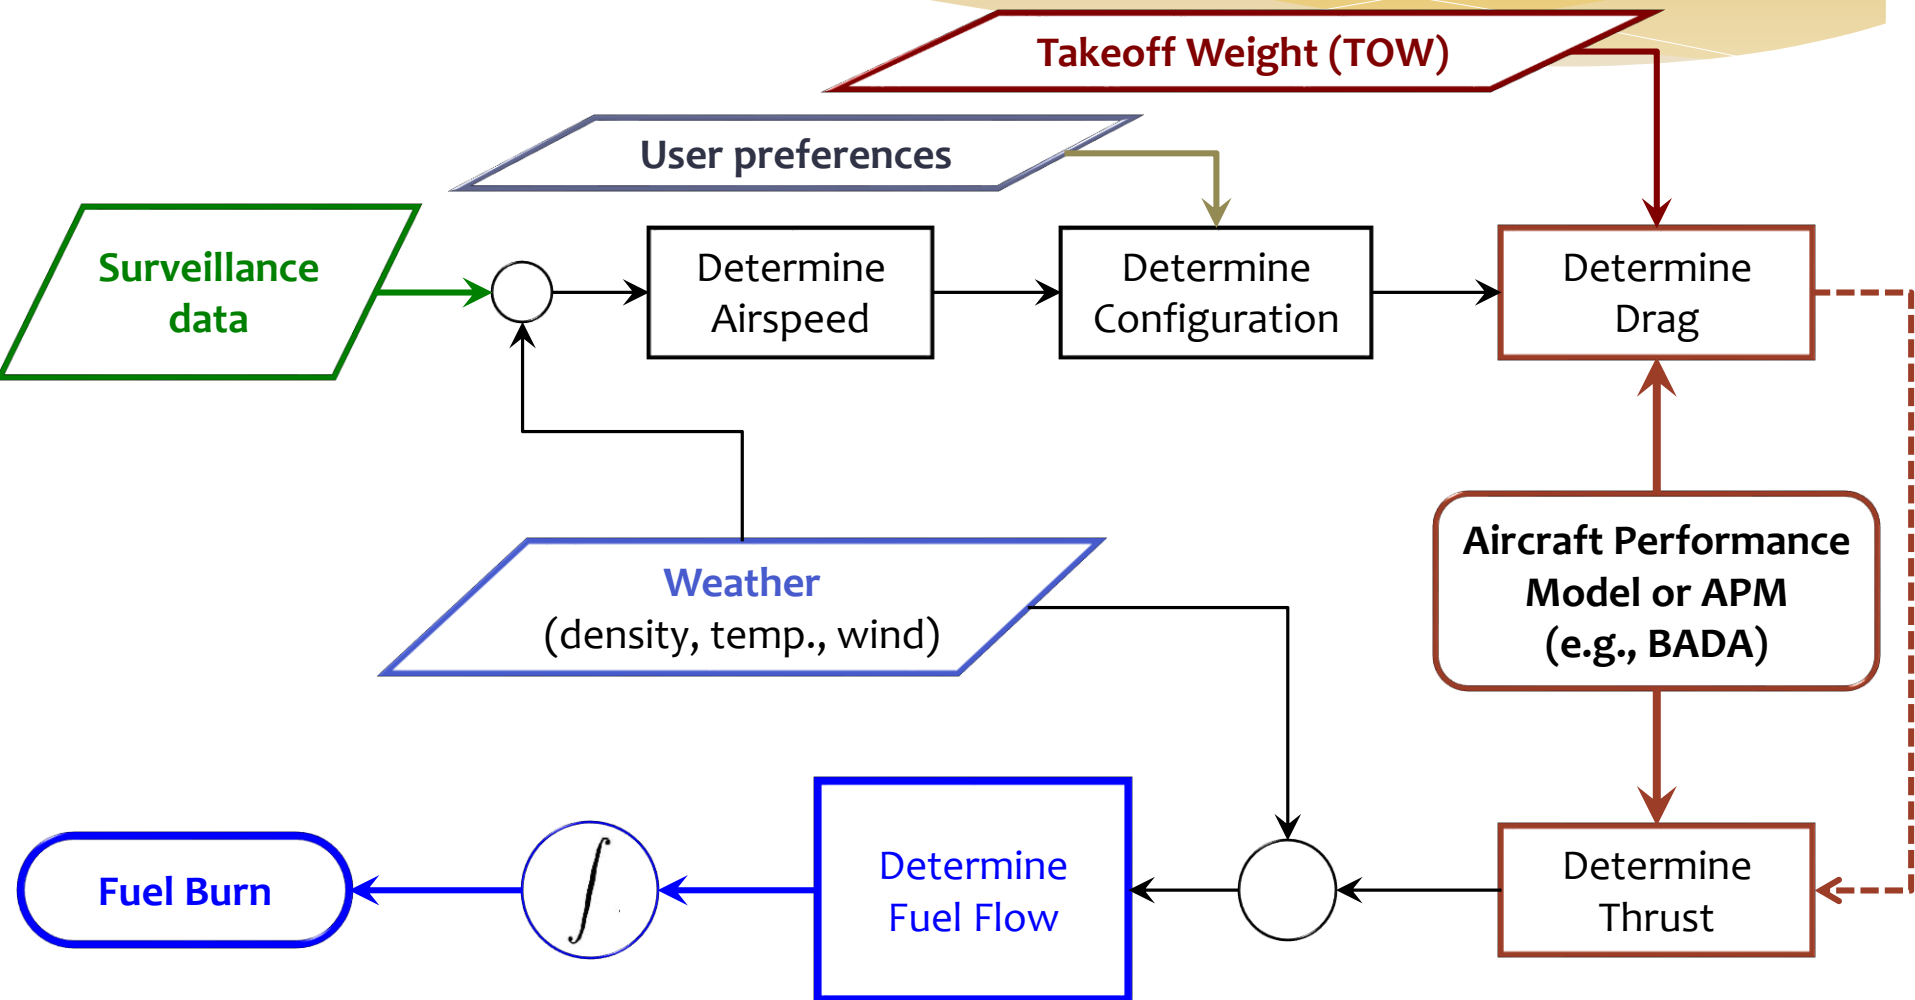 Takeoff Weight (TOW)
User preferences
Surveillance
data
Determine
Airspeed
Determine
Configuration
Determine
Drag
Weather
(density, temp., wind)
Aircraft Performance
Model or APM
(e.g., BADA)
Fuel Burn
∫
Determine
Fuel Flow
Determine
Thrust